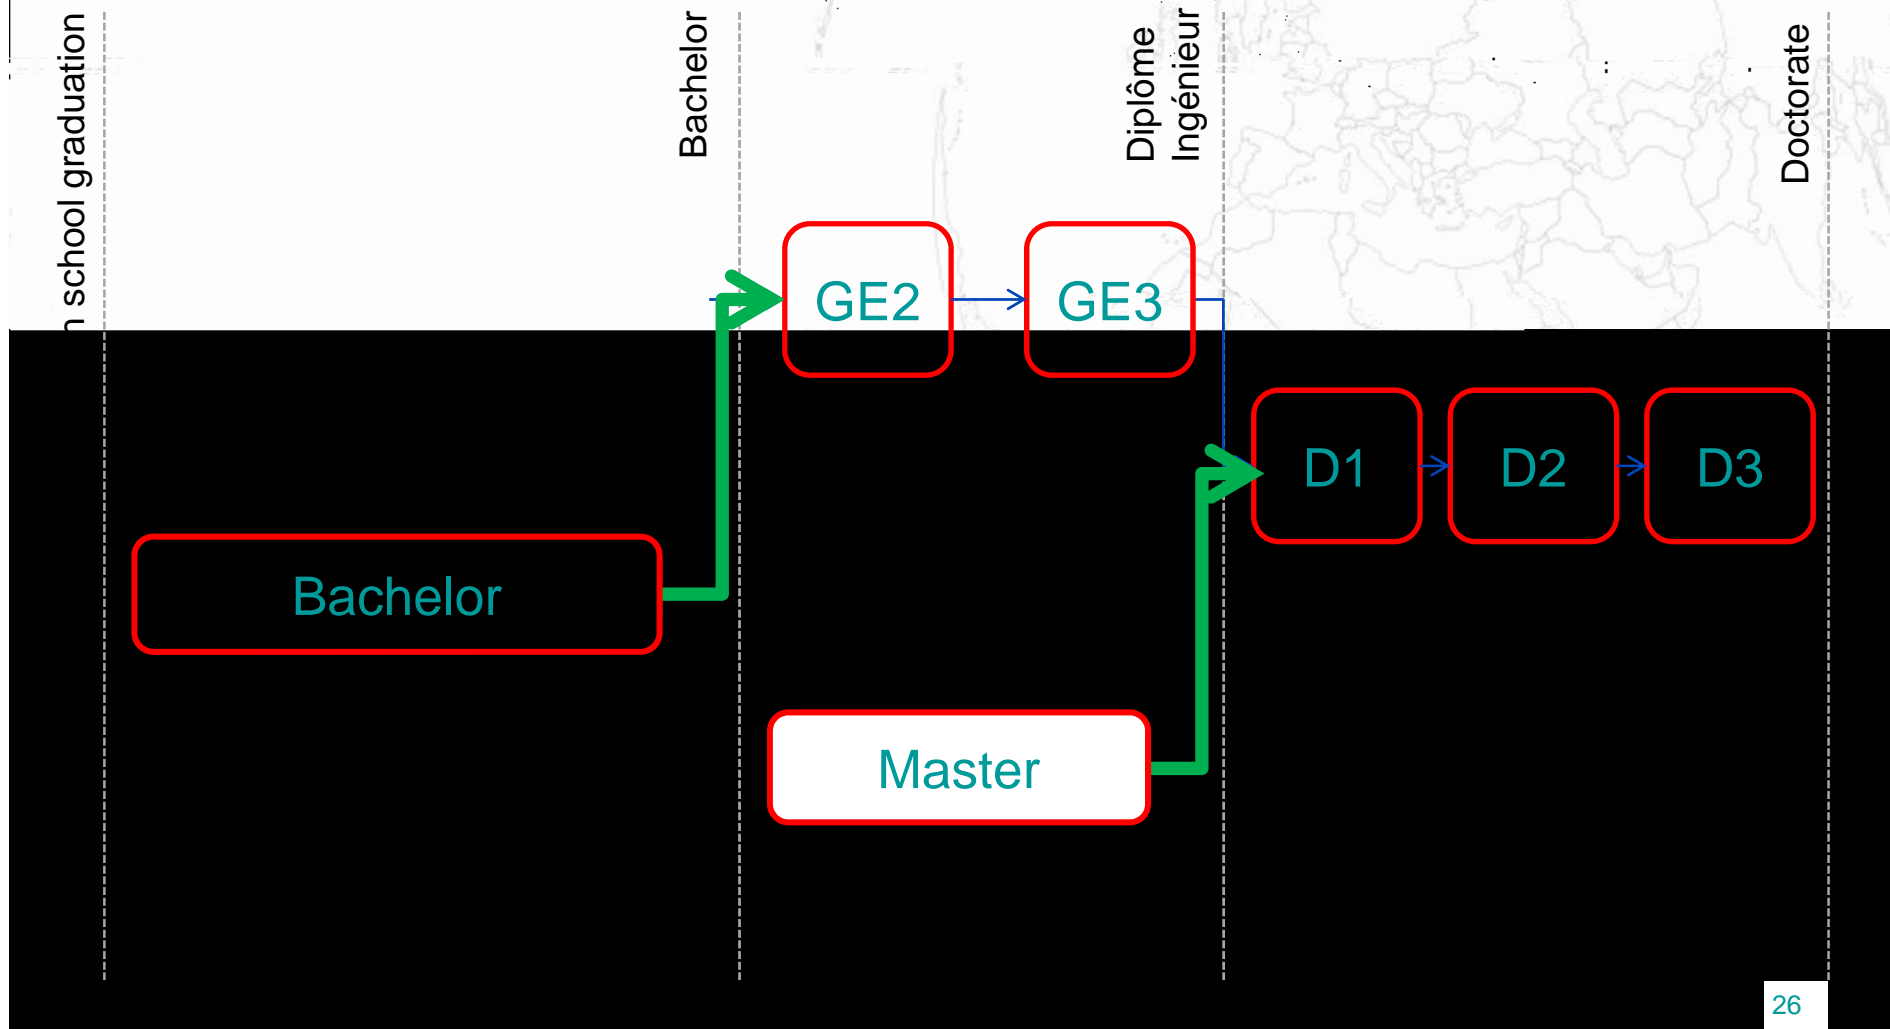 school graduation
Bachelor
Diplôme
Ingénieur
Doctorate
GE2
GE3
D1
D2
D3
Bachelor
Master
26